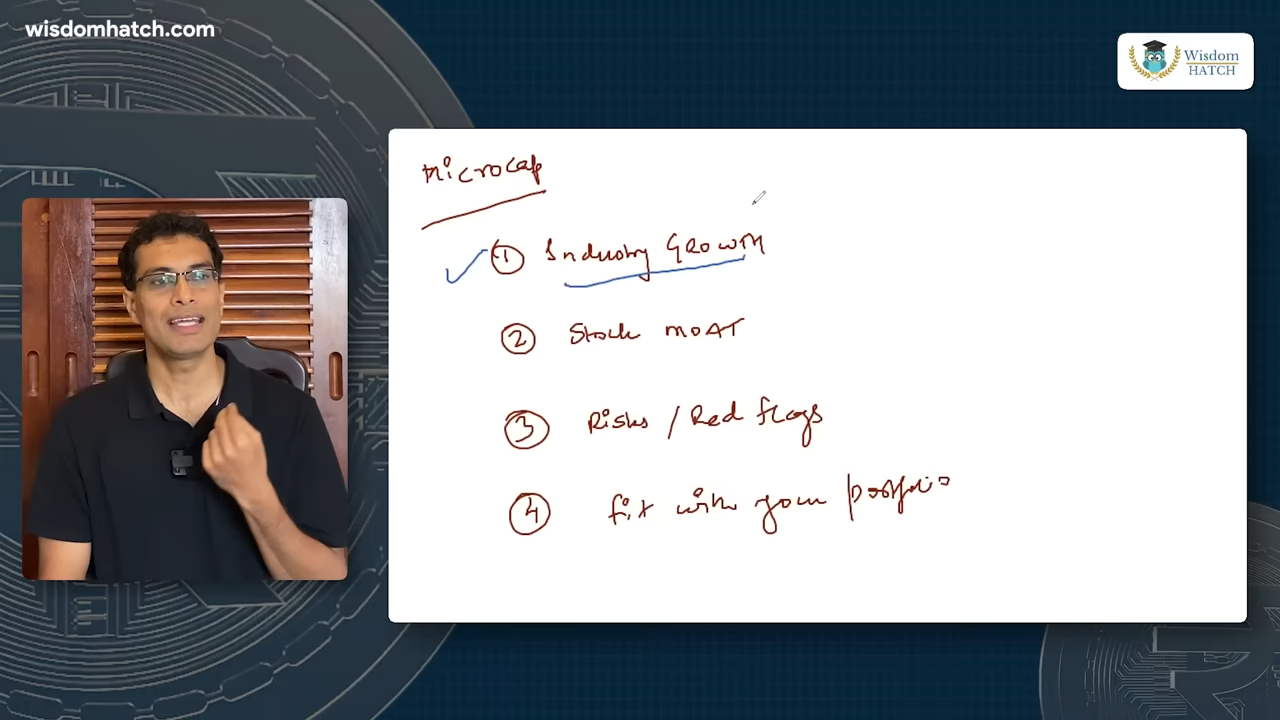 wisdomhatch.com
Wisdom
HATCH
Microcap
1 Industry Growth
2 Stock MOAT
3 Risks / Red flags
4 fit with your portfolio